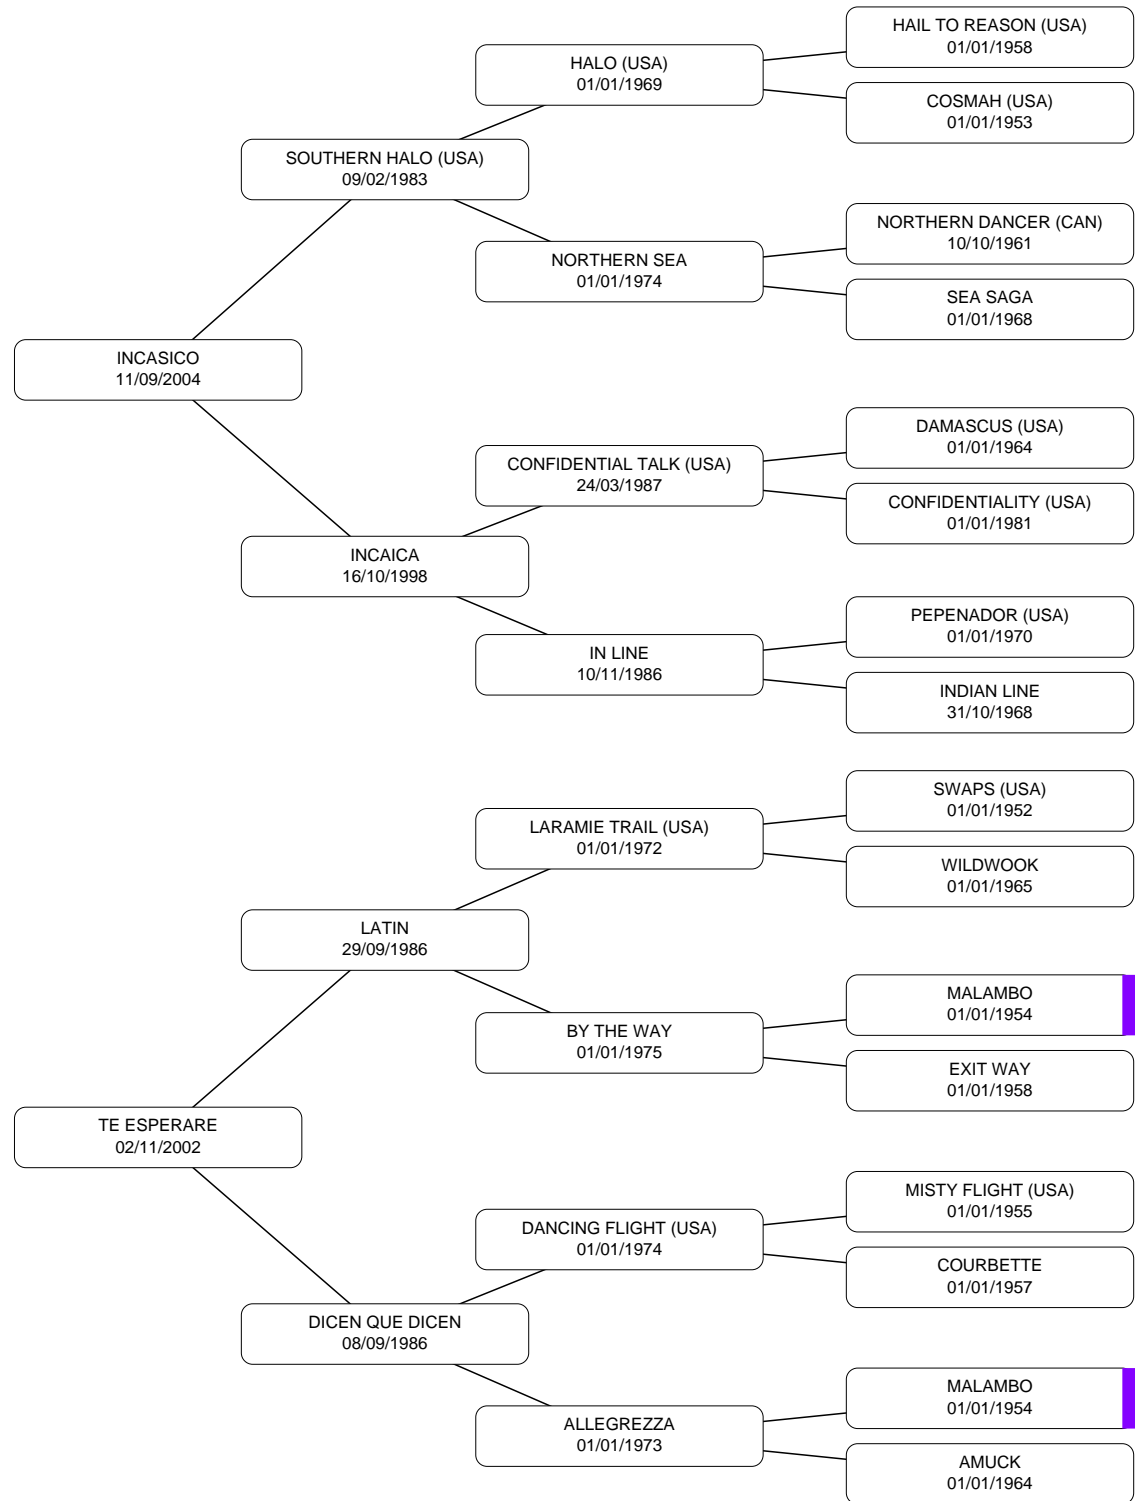 HAIL TO REASON (USA)
01/01/1958
HALO (USA)
01/01/1969
COSMAH (USA)
01/01/1953
SOUTHERN HALO (USA)
09/02/1983
NORTHERN DANCER (CAN)
10/10/1961
NORTHERN SEA
01/01/1974
SEA SAGA
01/01/1968
INCASICO
11/09/2004
DAMASCUS (USA)
01/01/1964
CONFIDENTIAL TALK (USA)
24/03/1987
CONFIDENTIALITY (USA)
01/01/1981
INCAICA
16/10/1998
PEPENADOR (USA)
01/01/1970
IN LINE
10/11/1986
INDIAN LINE
31/10/1968
SWAPS (USA)
01/01/1952
LARAMIE TRAIL (USA)
01/01/1972
WILDWOOK
01/01/1965
LATIN
29/09/1986
MALAMBO
01/01/1954
BY THE WAY
01/01/1975
EXIT WAY
01/01/1958
TE ESPERARE
02/11/2002
MISTY FLIGHT (USA)
01/01/1955
DANCING FLIGHT (USA)
01/01/1974
COURBETTE
01/01/1957
DICEN QUE DICEN
08/09/1986
MALAMBO
01/01/1954
ALLEGREZZA
01/01/1973
AMUCK
01/01/1964